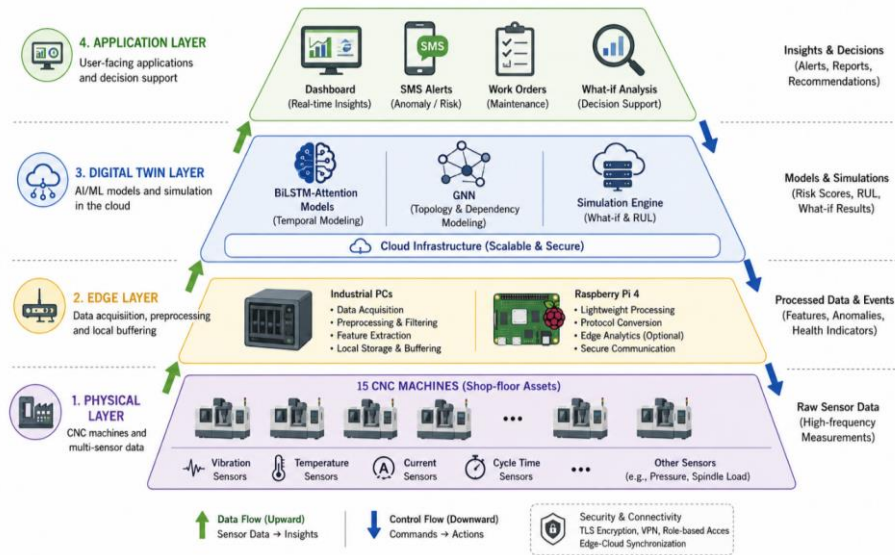 4. APPLICATION LAYER
User-facing applications
and decision support
SMS
Dashboard
(Real-time Insights)
SMS Alerts
(Anomaly / Risk)
Work Orders
(Maintenance)
What-if Analysis
(Decision Support)
Insights & Decisions
(Alerts, Reports,
Recommendations)
3. DIGITAL TWIN LAYER
AI/ML models and simulation
in the cloud
BiLSTM-Attention
Models
(Temporal Modeling)
GNN
(Topology & Dependency
Modeling)
Simulation Engine
(What-if & RUL)
Cloud Infrastructure (Scalable & Secure)
Models & Simulations
(Risk Scores, RUL,
What-if Results)
2. EDGE LAYER
Data acquisition, preprocessing
and local buffering
Industrial PCs
• Data Acquisition
• Preprocessing & Filtering
• Feature Extraction
• Local Storage & Buffering
Raspberry Pi 4
• Lightweight Processing
• Protocol Conversion
• Edge Analytics (Optional)
• Secure Communication
Processed Data & Events
(Features, Anomalies,
Health Indicators)
1. PHYSICAL
LAYER
CNC machines and
multi-sensor data
15 CNC MACHINES (Shop-floor Assets)
Vibration
Sensors
Temperature
Sensors
A
Current
Sensors
Cycle Time
Sensors
Other Sensors
(e.g., Pressure, Spindle Load)
Raw Sensor Data
(High-frequency
Measurements)
Data Flow (Upward)
Sensor Data → Insights
Control Flow (Downward)
Commands → Actions
Security & Connectivity
TLS Encryption, VPN, Role-based Acces
Edge-Cloud Synchronization